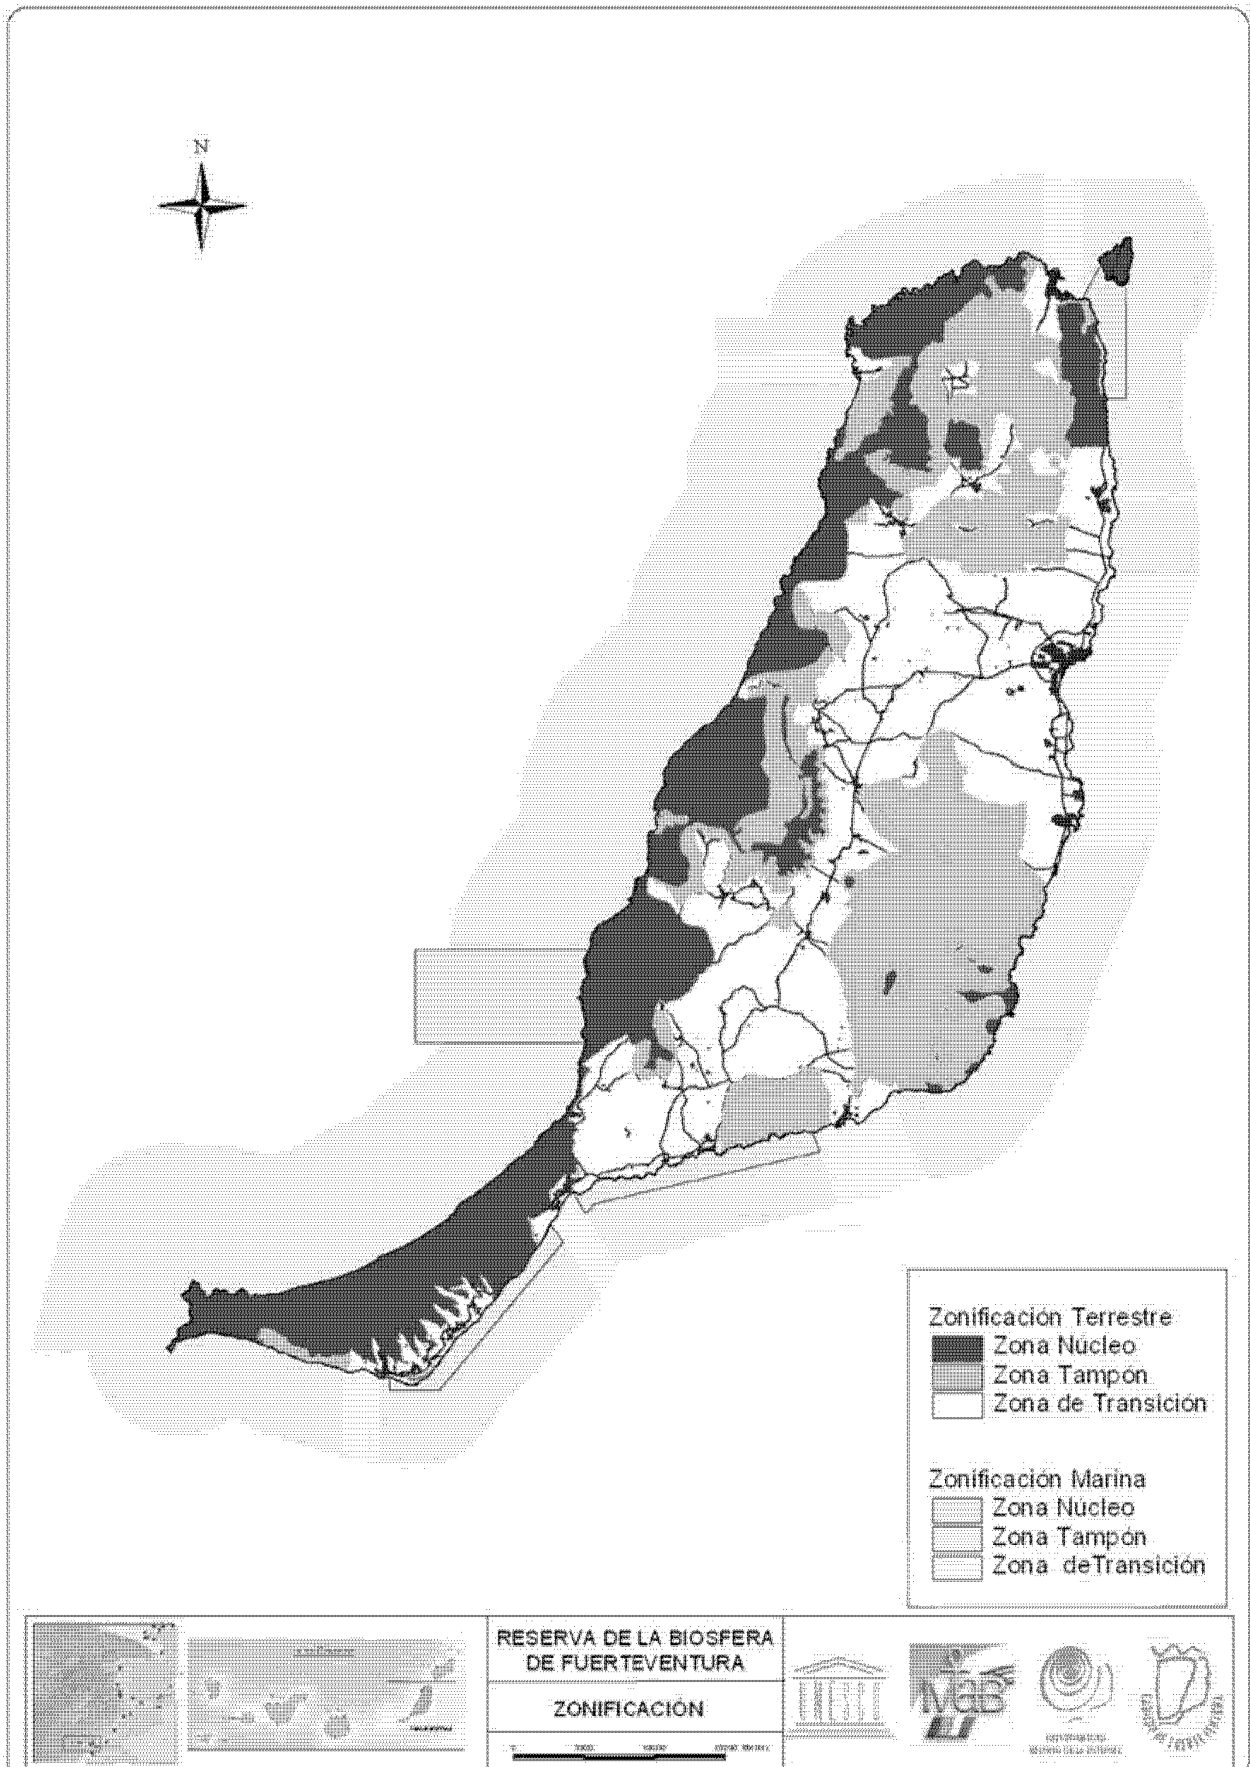 N
Zonificación Terrestre
Zona Núcleo
Zona Tampón
Zona de Transición
Zonificación Marina
Zona Núcleo
Zona Tampón
Zona deTransición
RESERVA DE LA BIOSFERA
DE FUERTEVENTURA
ZONIFICACIÓN
MaB